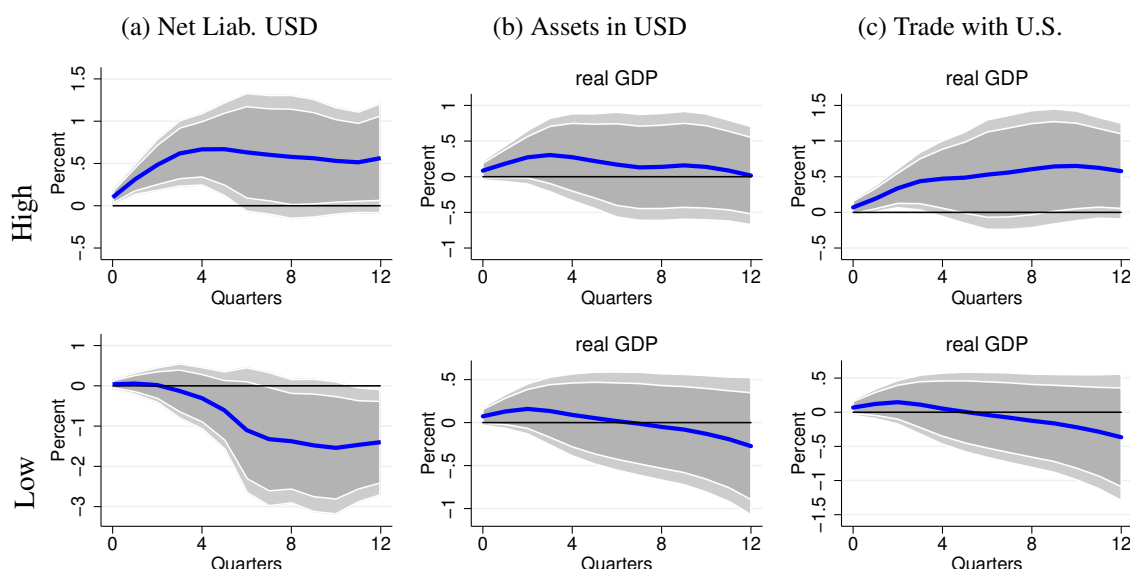 (a) Net Liab. USD
(b) Assets in USD
(c) Trade with U.S.
High
Percent
1.5
1
.5
0
-.5
0 4 8 12
Quarters
real GDP
Percent
1
.5
0
-.5
-1
0 4 8 12
Quarters
real GDP
Percent
1.5
1
.5
0
-.5
0 4 8 12
Quarters
Low
Percent
1
0
-1
-2
-3
0 4 8 12
Quarters
real GDP
Percent
.5
0
-.5
-1
0 4 8 12
Quarters
real GDP
Percent
.5
0
-.5
-1
-1.5
0 4 8 12
Quarters